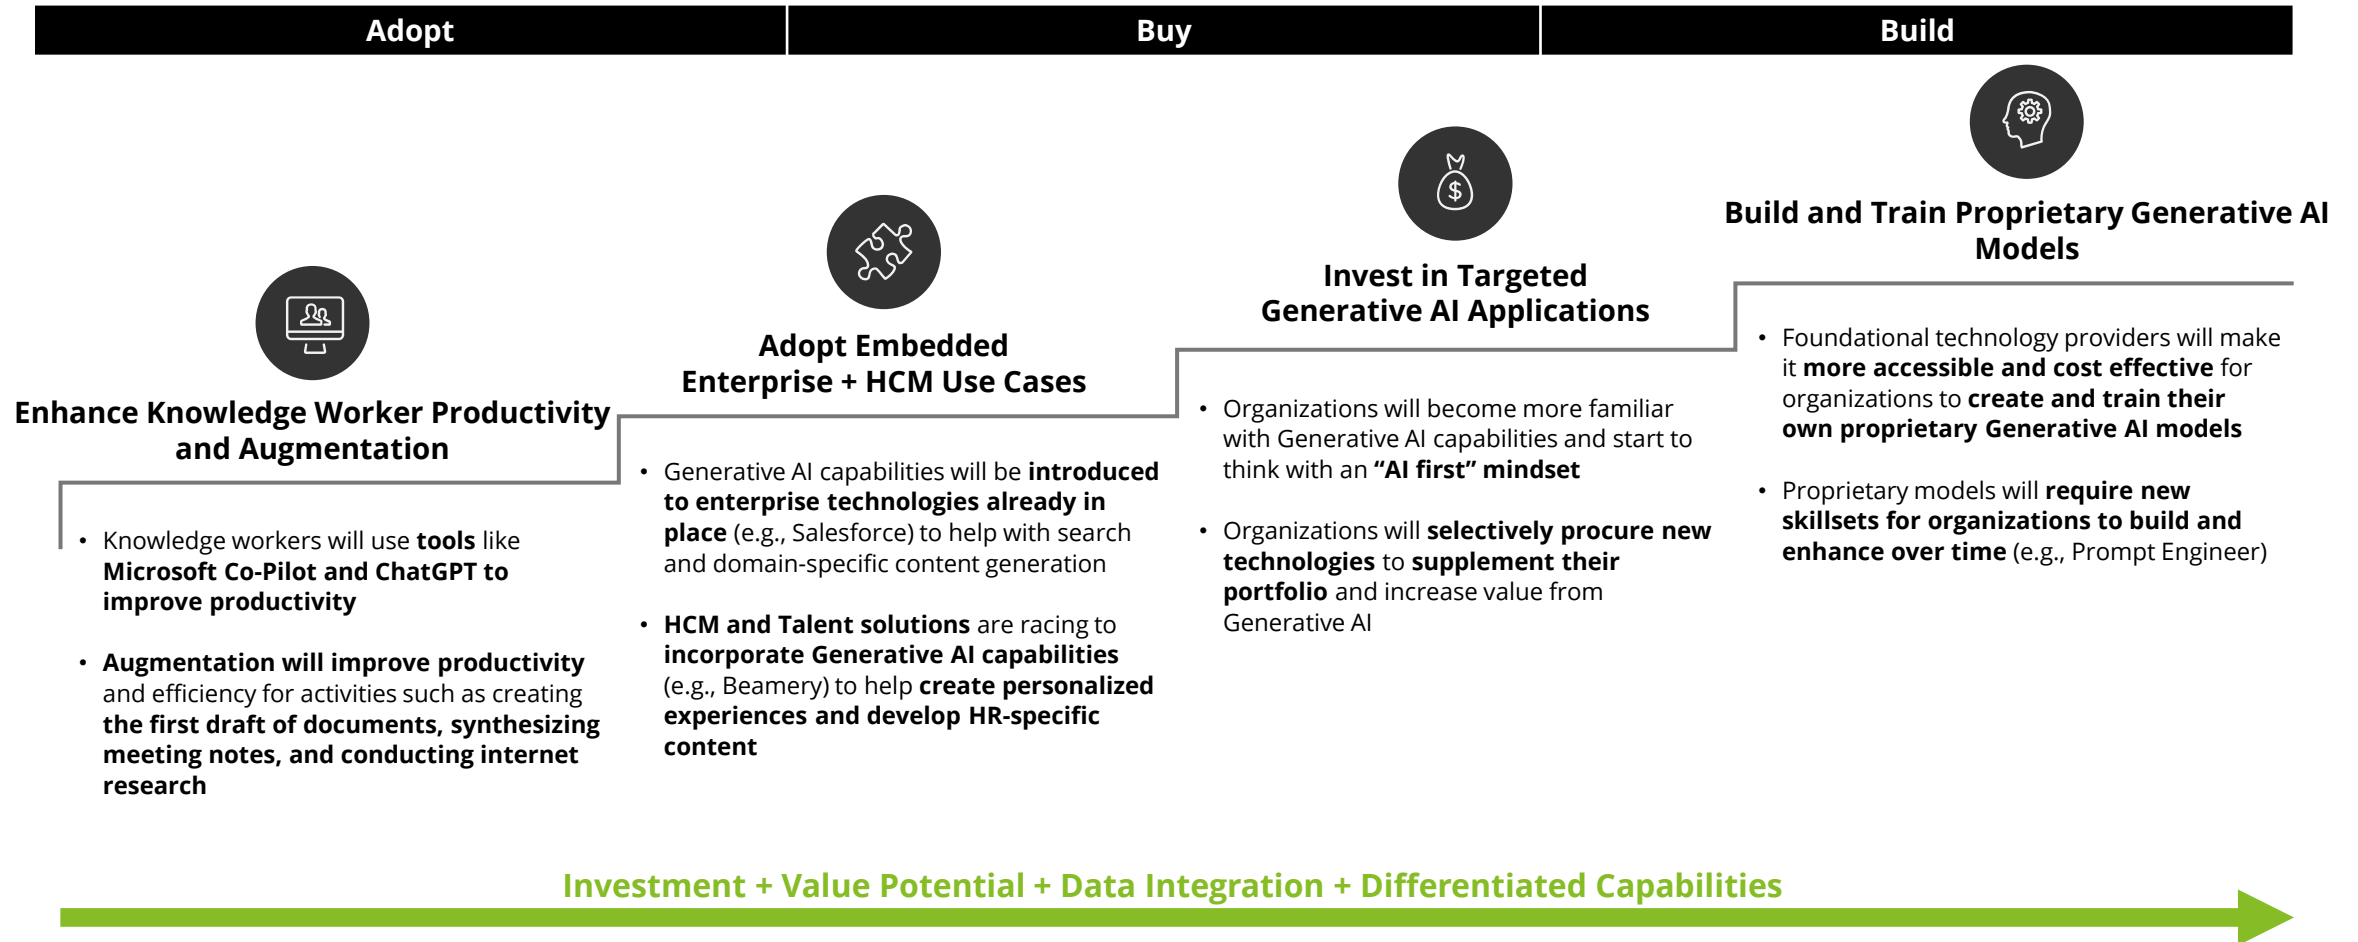 Adopt
Buy
Build
Enhance Knowledge Worker Productivity
and Augmentation
• Knowledge workers will use tools like
Microsoft Co-Pilot and ChatGPT to
improve productivity
• Augmentation will improve productivity
and efficiency for activities such as creating
the first draft of documents, synthesizing
meeting notes, and conducting internet
research
Adopt Embedded
Enterprise + HCM Use Cases
• Generative AI capabilities will be introduced
to enterprise technologies already in
place (e.g., Salesforce) to help with search
and domain-specific content generation
• HCM and Talent solutions are racing to
incorporate Generative AI capabilities
(e.g., Beamery) to help create personalized
experiences and develop HR-specific
content
Invest in Targeted
Generative AI Applications
• Organizations will become more familiar
with Generative AI capabilities and start to
think with an “AI first” mindset
• Organizations will selectively procure new
technologies to supplement their
portfolio and increase value from
Generative AI
Build and Train Proprietary Generative AI
Models
• Foundational technology providers will make
it more accessible and cost effective for
organizations to create and train their
own proprietary Generative AI models
• Proprietary models will require new
skillsets for organizations to build and
enhance over time (e.g., Prompt Engineer)
Investment + Value Potential + Data Integration + Differentiated Capabilities